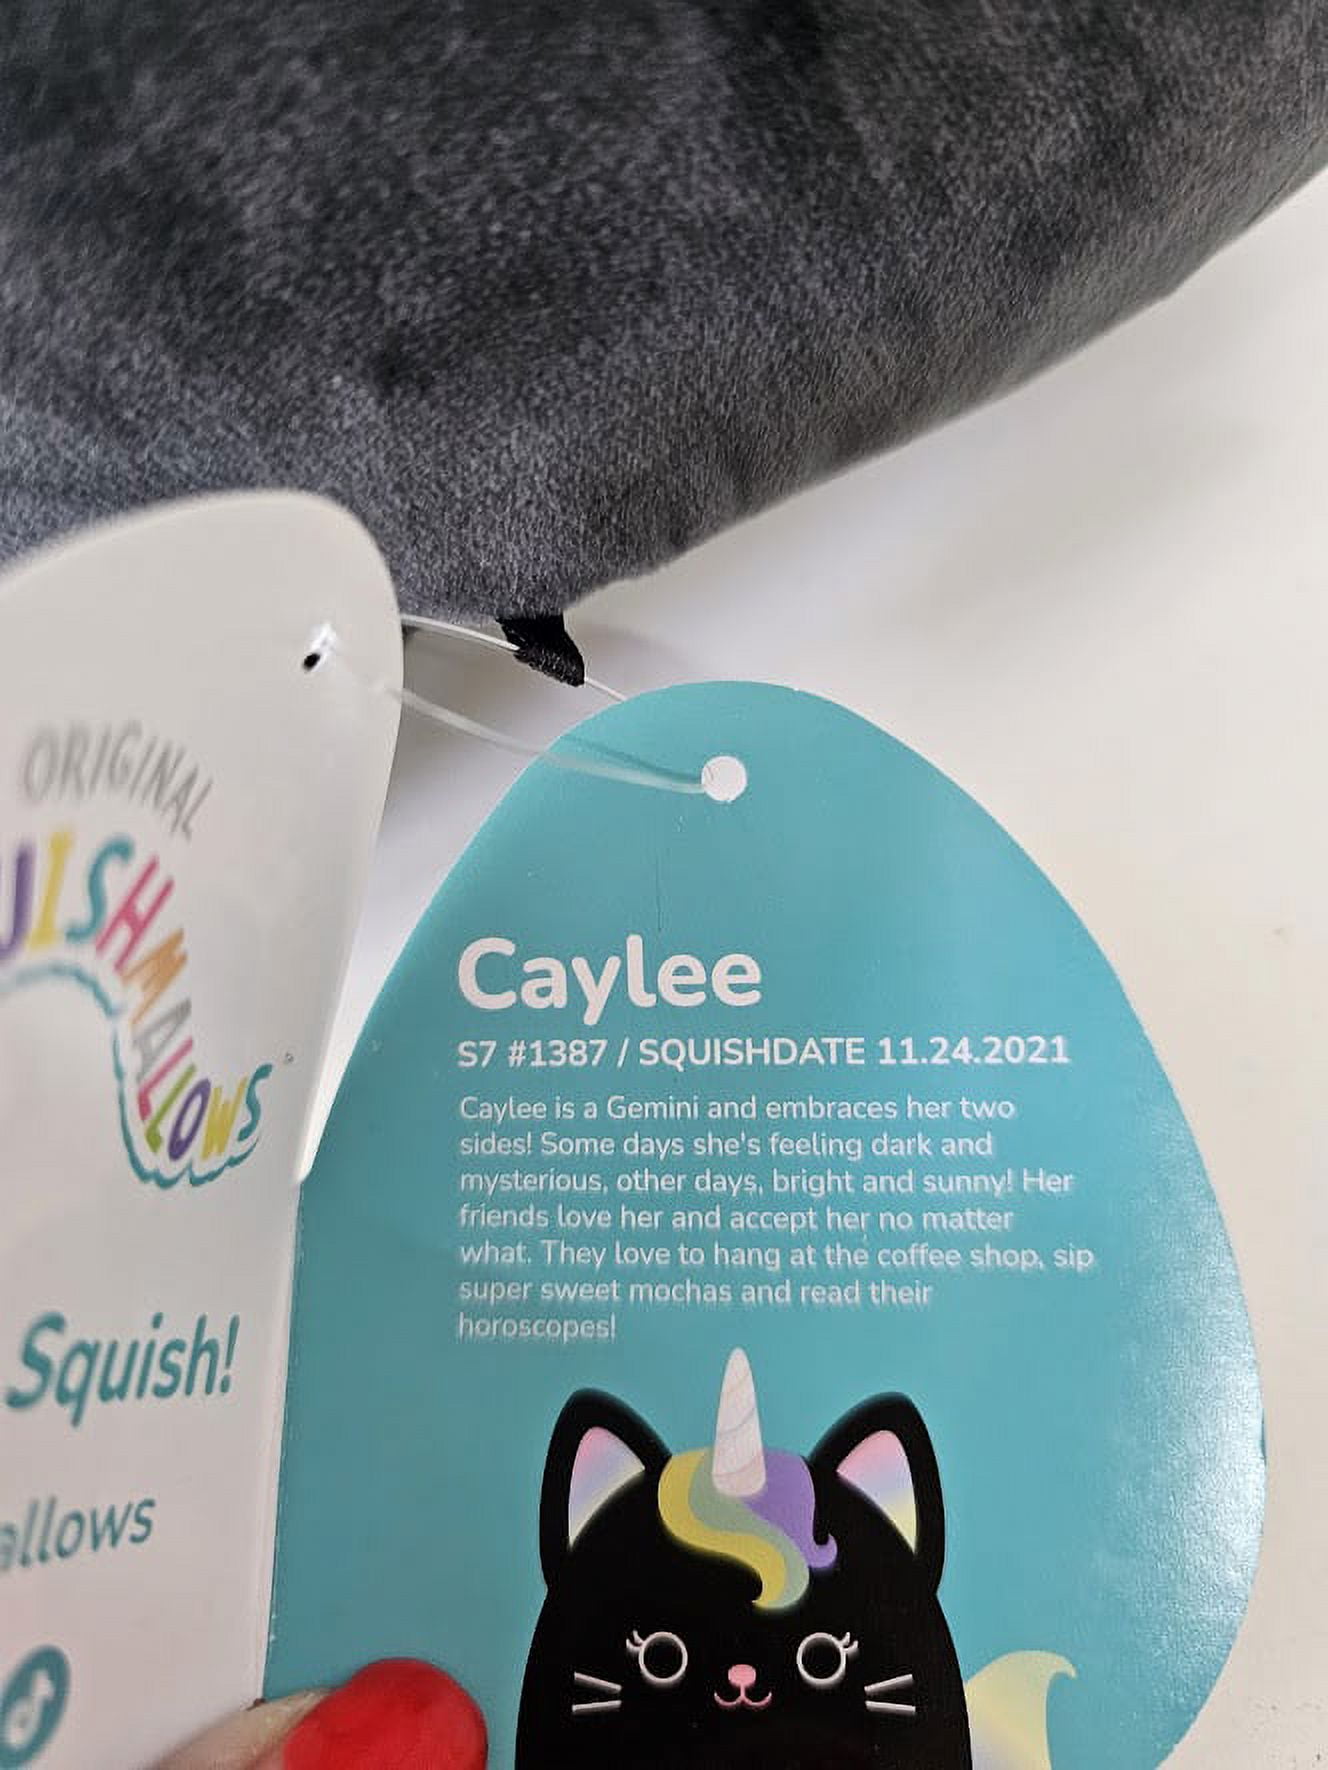 ORIGINAL
UISHMALLOWS
Squish!
allows
Caylee
S7 #1387 / SQUISHDATE 11.24.2021
Caylee is a Gemini and embraces her two
sides! Some days she's feeling dark and
mysterious, other days, bright and sunny! Her
friends love her and accept her no matter
what. They love to hang at the coffee shop, sip
super sweet mochas and read their
horoscopes!